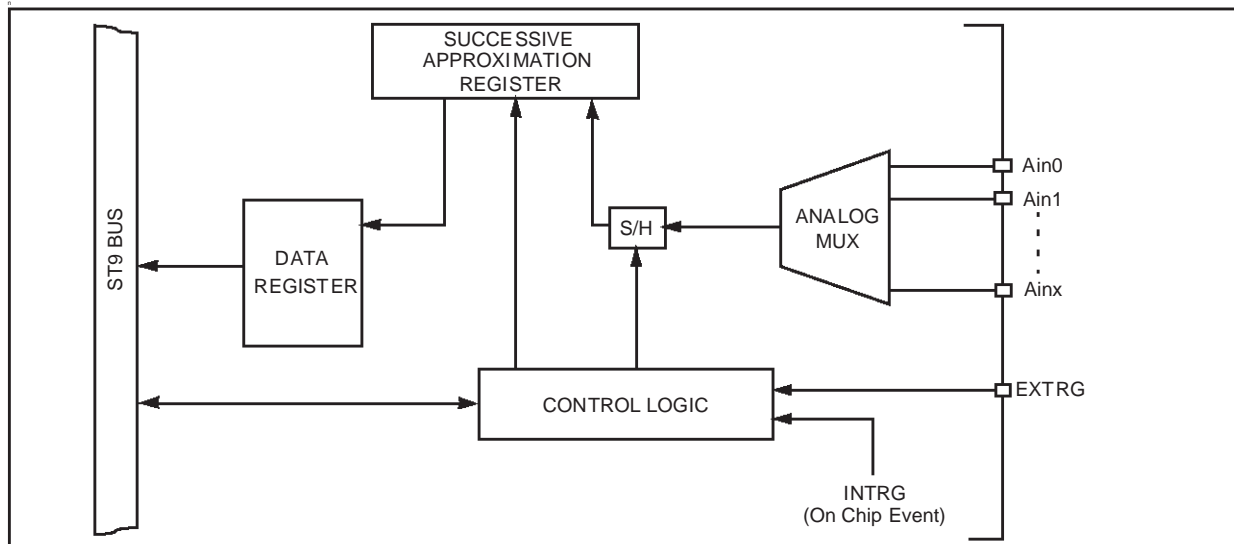 SUCCESSIVE
APPROXIMATION
REGISTER
ST9 BUS
DATA
REGISTER
S/H
ANALOG
MUX
Ain0
Ain1
Ainx
CONTROL LOGIC
EXTRG
INTRG
(On Chip Event)